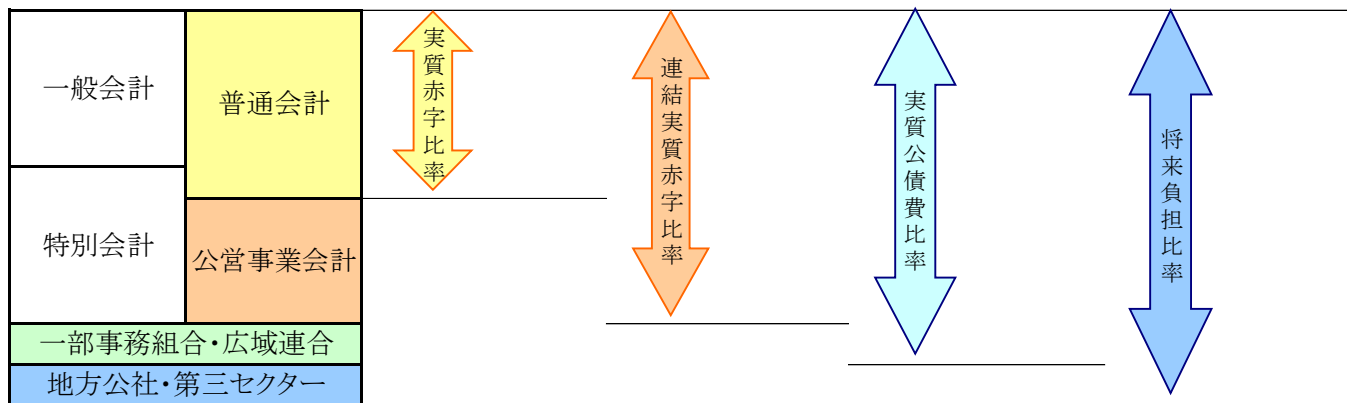 一般会計
普通会計
特別会計
公営事業会計
一部事務組合・広域連合
地方公社・第三セクター
実質赤字比率
連結実質赤字比率
実質公債費比率
将来負担比率